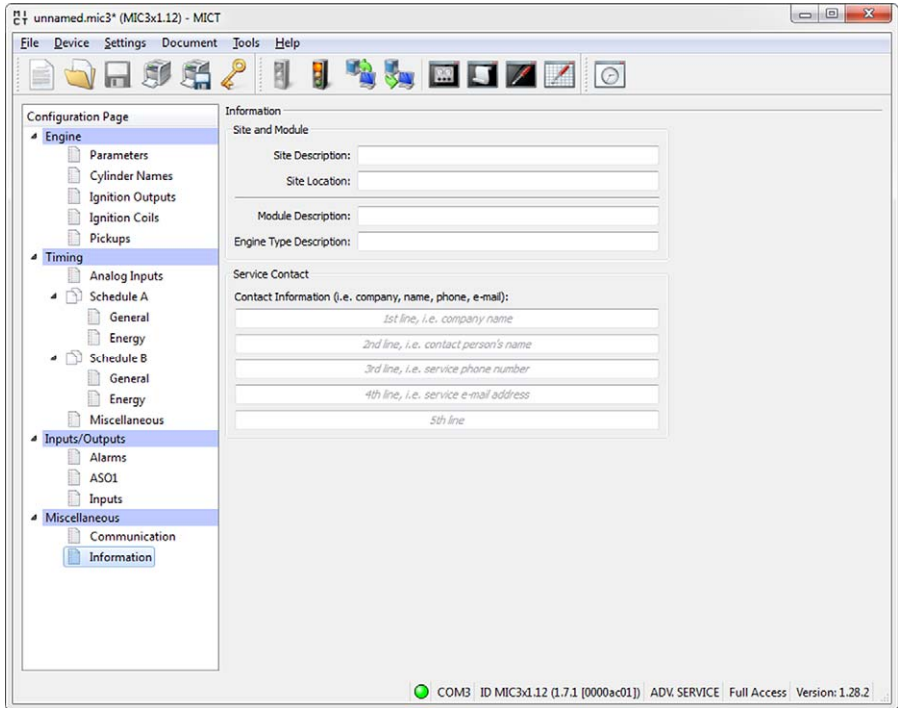 MICT unnamed.mic3* (MIC3x1.12) - MICT
File Device Settings Document Tools Help
Configuration Page
Engine
Parameters
Cylinder Names
Ignition Outputs
Ignition Coils
Pickups
Timing
Analog Inputs
Schedule A
General
Energy
Schedule B
General
Energy
Miscellaneous
Inputs/Outputs
Alarms
ASO1
Inputs
Miscellaneous
Communication
Information
Information
Site and Module
Site Description:
Site Location:
Module Description:
Engine Type Description:
Service Contact
Contact Information (i.e. company, name, phone, e-mail):
1st line, i.e. company name
2nd line, i.e. contact person's name
3rd line, i.e. service phone number
4th line, i.e. service e-mail address
5th line
COM3 ID MIC3x1.12 (1.7.1 [0000ac01]) ADV. SERVICE Full Access Version: 1.28.2